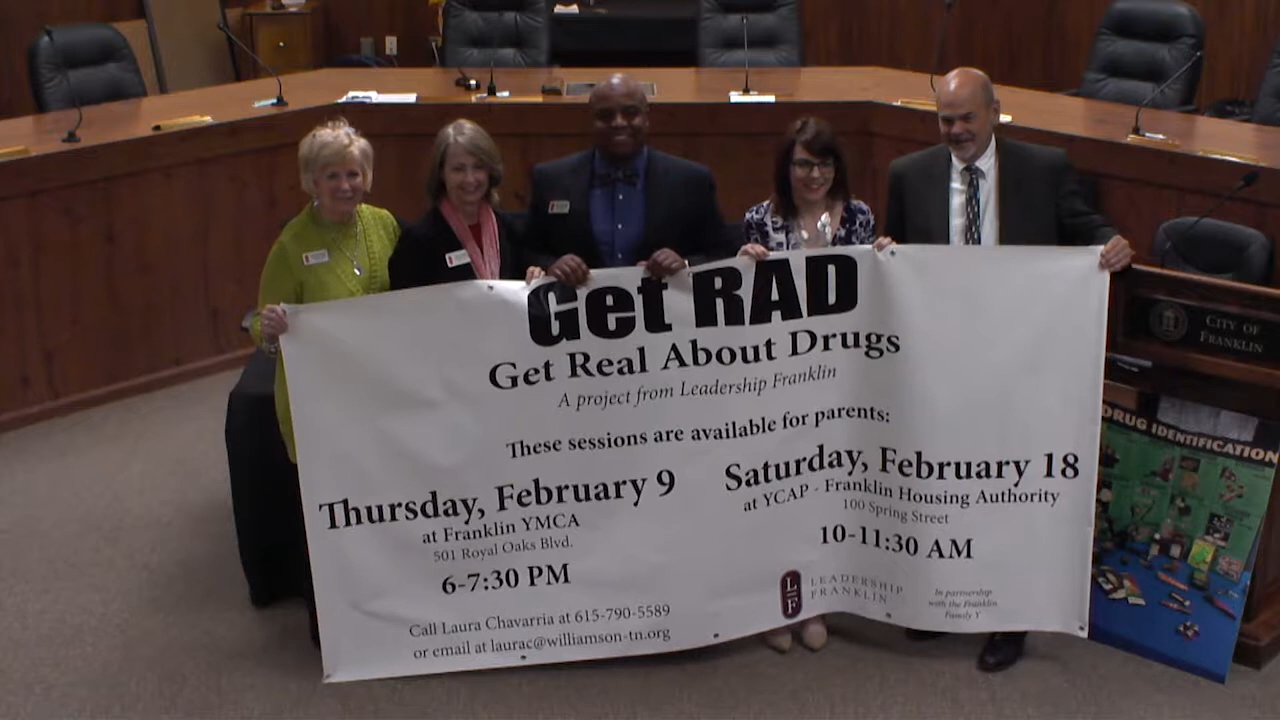 Get RAD
Get Real About Drugs
A project from Leadership Franklin
These sessions are available for parents:
Thursday, February 9
at Franklin YMCA
501 Royal Oaks Blvd.
6-7:30 PM
Saturday, February 18
at YCAP - Franklin Housing Authority
100 Spring Street
10-11:30 AM
Call Laura Chavarria at 615-790-5589
or email at laurac@williamson-tn.org
L
F
LEADERSHIP
FRANKLIN
In partnership
with the Franklin
Family Y
CITY OF
FRANKLIN
DRUG IDENTIFICATION